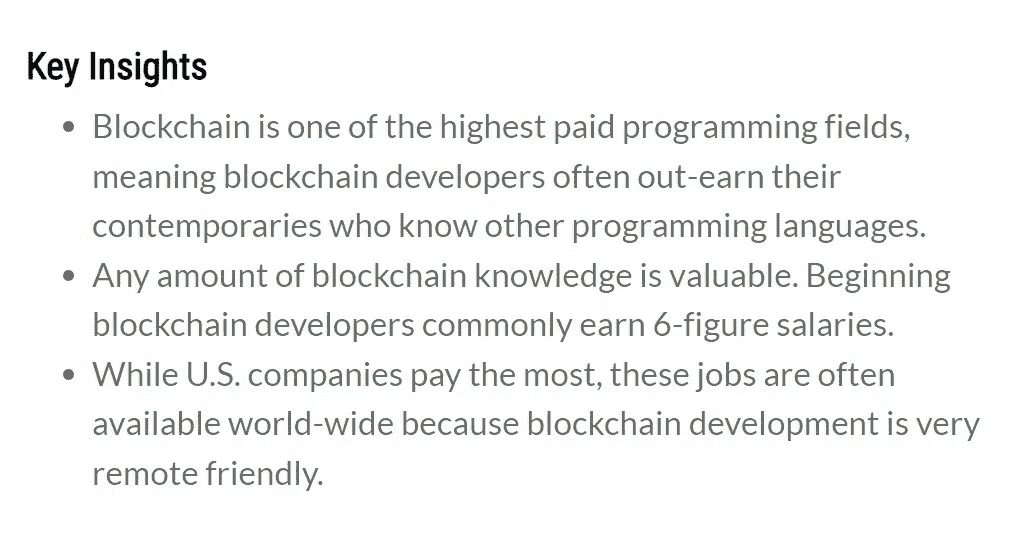 Key Insights
• Blockchain is one of the highest paid programming fields,
meaning blockchain developers often out-earn their
contemporaries who know other programming languages.
• Any amount of blockchain knowledge is valuable. Beginning
blockchain developers commonly earn 6-figure salaries.
• While U.S. companies pay the most, these jobs are often
available world-wide because blockchain development is very
remote friendly.